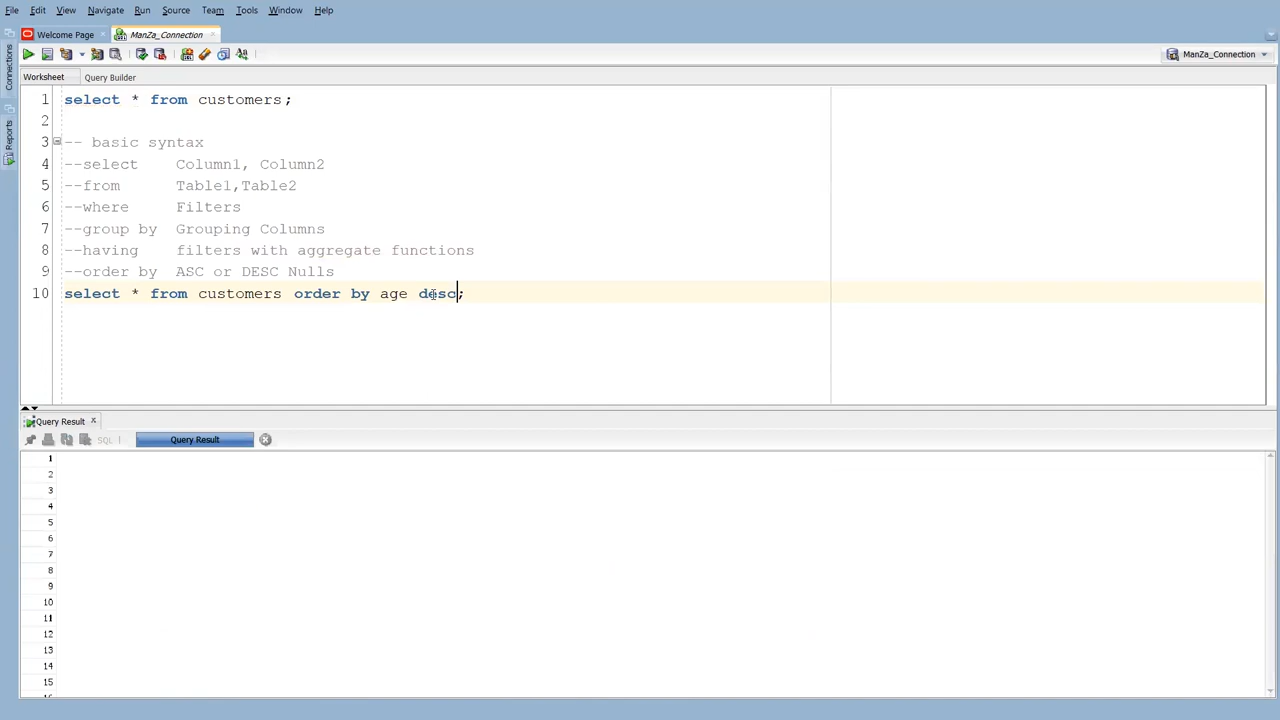 File Edit View Navigate Run Source Team Tools Window Help
Welcome Page ManZa_Connection
ManZa_Connection
Connections
Reports
Worksheet Query Builder
1 select * from customers;
2
3 -- basic syntax
4 --select Column1, Column2
5 --from Table1,Table2
6 --where Filters
7 --group by Grouping Columns
8 --having filters with aggregate functions
9 --order by ASC or DESC Nulls
10 select * from customers order by age desc;
Query Result
SQL Query Result
1
2
3
4
5
6
7
8
9
10
11
12
13
14
15
16